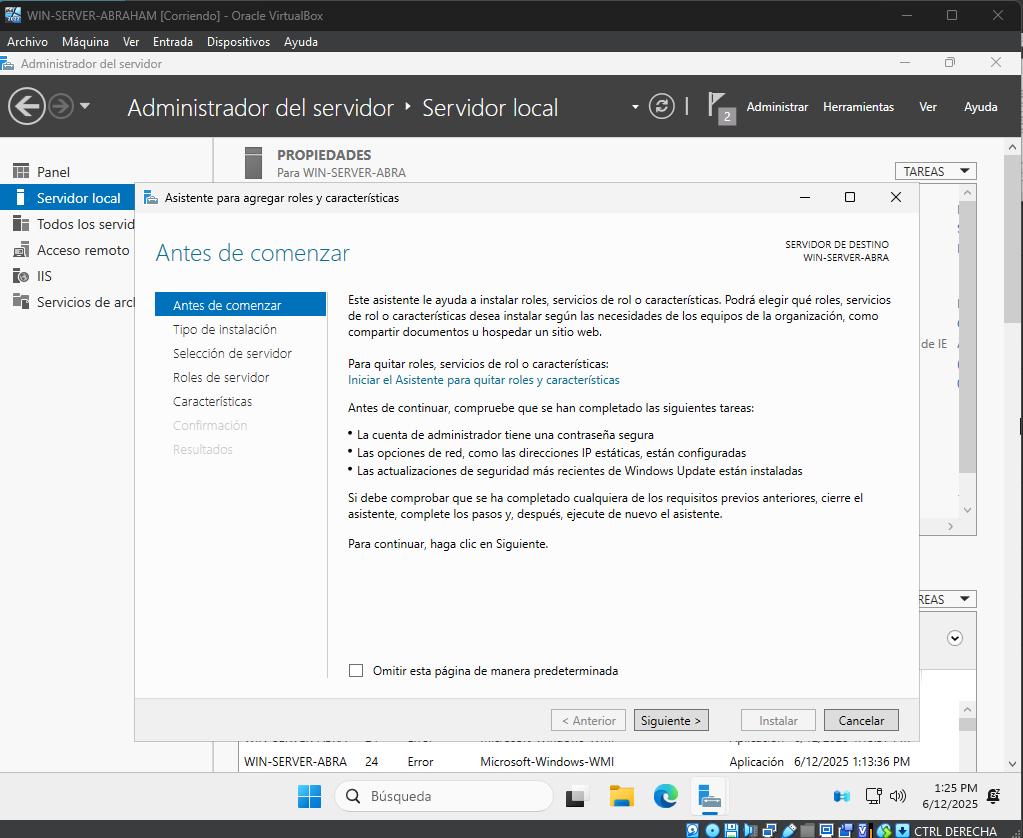 WIN-SERVER-ABRAHAM [Corriendo] - Oracle VirtualBox
Archivo Máquina Ver Entrada Dispositivos Ayuda
Administrador del servidor
Administrador del servidor Servidor local
2 Administrar Herramientas Ver Ayuda
Panel
Servidor local
Todos los servid
Acceso remoto
IIS
Servicios de arc
PROPIEDADES
Para WIN-SERVER-ABRA
TAREAS
Asistente para agregar roles y características
Antes de comenzar
SERVIDOR DE DESTINO
WIN-SERVER-ABRA
Antes de comenzar
Tipo de instalación
Selección de servidor
Roles de servidor
Características
Confirmación
Resultados
Este asistente le ayuda a instalar roles, servicios de rol o características. Podrá elegir qué roles, servicios
de rol o características desea instalar según las necesidades de los equipos de la organización, como
compartir documentos u hospedar un sitio web.
Para quitar roles, servicios de rol o características:
Iniciar el Asistente para quitar roles y características
Antes de continuar, compruebe que se han completado las siguientes tareas:
• La cuenta de administrador tiene una contraseña segura
• Las opciones de red, como las direcciones IP estáticas, están configuradas
• Las actualizaciones de seguridad más recientes de Windows Update están instaladas
Si debe comprobar que se ha completado cualquiera de los requisitos previos anteriores, cierre el
asistente, complete los pasos y, después, ejecute de nuevo el asistente.
Para continuar, haga clic en Siguiente.
Omitir esta página de manera predeterminada
< Anterior Siguiente > Instalar Cancelar
de IE
REAS
WIN-SERVER-ABRA 24 Error Microsoft-Windows-WMI Aplicación 6/12/2025 1:13:36 PM
Búsqueda
1:25 PM
6/12/2025
CTRL DERECHA